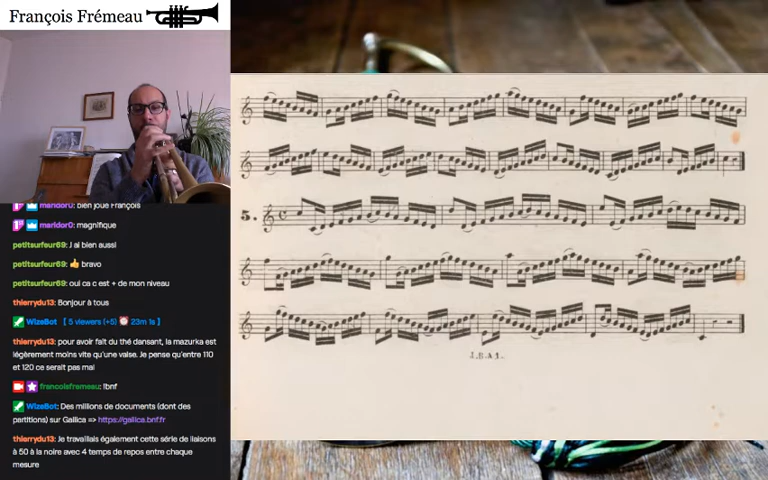 François Frémeau
maridor0: bien joué François
maridor0: magnifique
petitsurfeur69: J ai bien aussi
petitsurfeur69: 👍 bravo
petitsurfeur69: oui ca c est + de mon niveau
thierrydu13: Bonjour à tous
WizeBot [ 5 viewers (+5) ⏰ 23m 1s ]
thierrydu13: pour avoir fait du thé dansant, la mazurka est
légèrement moins vite qu'une valse. Je pense qu'entre 110
et 120 ce serait pas mal
francoisfremeau: !bnf
WizeBot: Des millions de documents (dont des
partitions) sur Gallica => https://gallica.bnf.fr
thierrydu13: Je travaillais également cette série de liaisons
à 50 à la noire avec 4 temps de repos entre chaque
mesure
5.